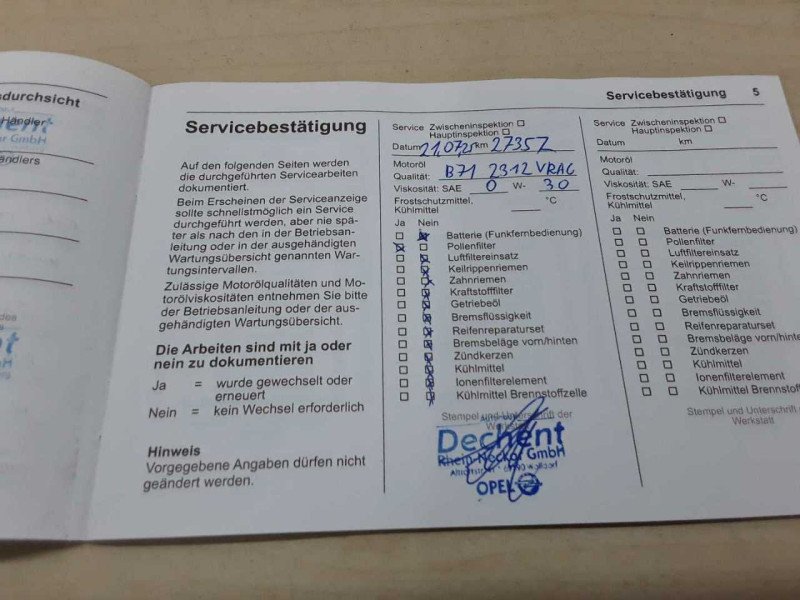 durchsicht
Händler
GmbH
ändlers
Servicebestätigung 5
Servicebestätigung
Auf den folgenden Seiten werden
die durchgeführten Servicearbeiten
dokumentiert.
Beim Erscheinen der Serviceanzeige
sollte schnellstmöglich ein Service
durchgeführt werden, aber nie spä-
ter als nach den in der Betriebsan-
leitung oder in der ausgehändigten
Wartungsübersicht genannten War-
tungsintervallen.
Zulässige Motorölqualitäten und Mo-
torölviskositäten entnehmen Sie bitte
der Betriebsanleitung oder der aus-
gehändigten Wartungsübersicht.
Die Arbeiten sind mit ja oder
nein zu dokumentieren
Ja = wurde gewechselt oder
erneuert
Nein = kein Wechsel erforderlich
Hinweis
Vorgegebene Angaben dürfen nicht
geändert werden.
Service Zwischeninspektion
Hauptinspektion
Datum 21.07.25 km 27352
Motoröl
Qualität: B71 2312 VRAC
Viskosität: SAE 0 W- 30
Frostschutzmittel,
Kühlmittel °C
Ja Nein
Batterie (Funkfernbedienung)
Pollenfilter
Luftfiltereinsatz
Keilrippenriemen
Zahnriemen
Kraftstofffilter
Getriebeöl
Bremsflüssigkeit
Reifenreparaturset
Bremsbeläge vorn/hinten
Zündkerzen
Kühlmittel
Ionenfilterelement
Kühlmittel Brennstoffzelle
Stempel und Unterschrift der
Werkstatt
Dechent
Rhein-Neckar GmbH
OPEL
Service Zwischeninspektion
Hauptinspektion
Datum km
Motoröl
Qualität:
Viskosität: SAE W-
Frostschutzmittel,
Kühlmittel °C
Ja Nein
Batterie (Funkfernbedienung)
Pollenfilter
Luftfiltereinsatz
Keilrippenriemen
Zahnriemen
Kraftstofffilter
Getriebeöl
Bremsflüssigkeit
Reifenreparaturset
Bremsbeläge vorn/hinten
Zündkerzen
Kühlmittel
Ionenfilterelement
Kühlmittel Brennstoff
Stempel und Unterschrift
Werkstatt